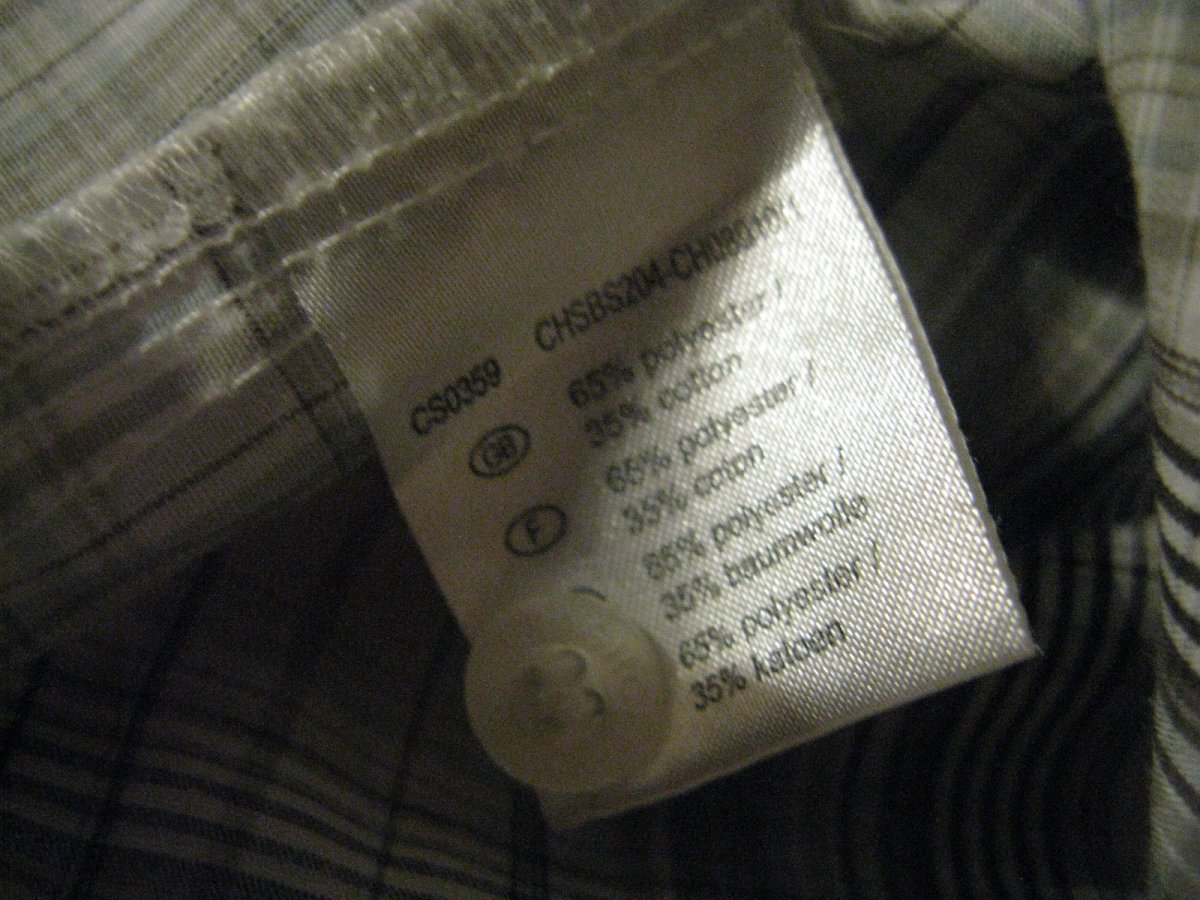 CS0359 CHSBS204-CH080181
GB 65% polyester /
35% cotton
F 65% polyester /
35% coton
65% polyester /
35% baumwolle
65% polyester /
35% katoen